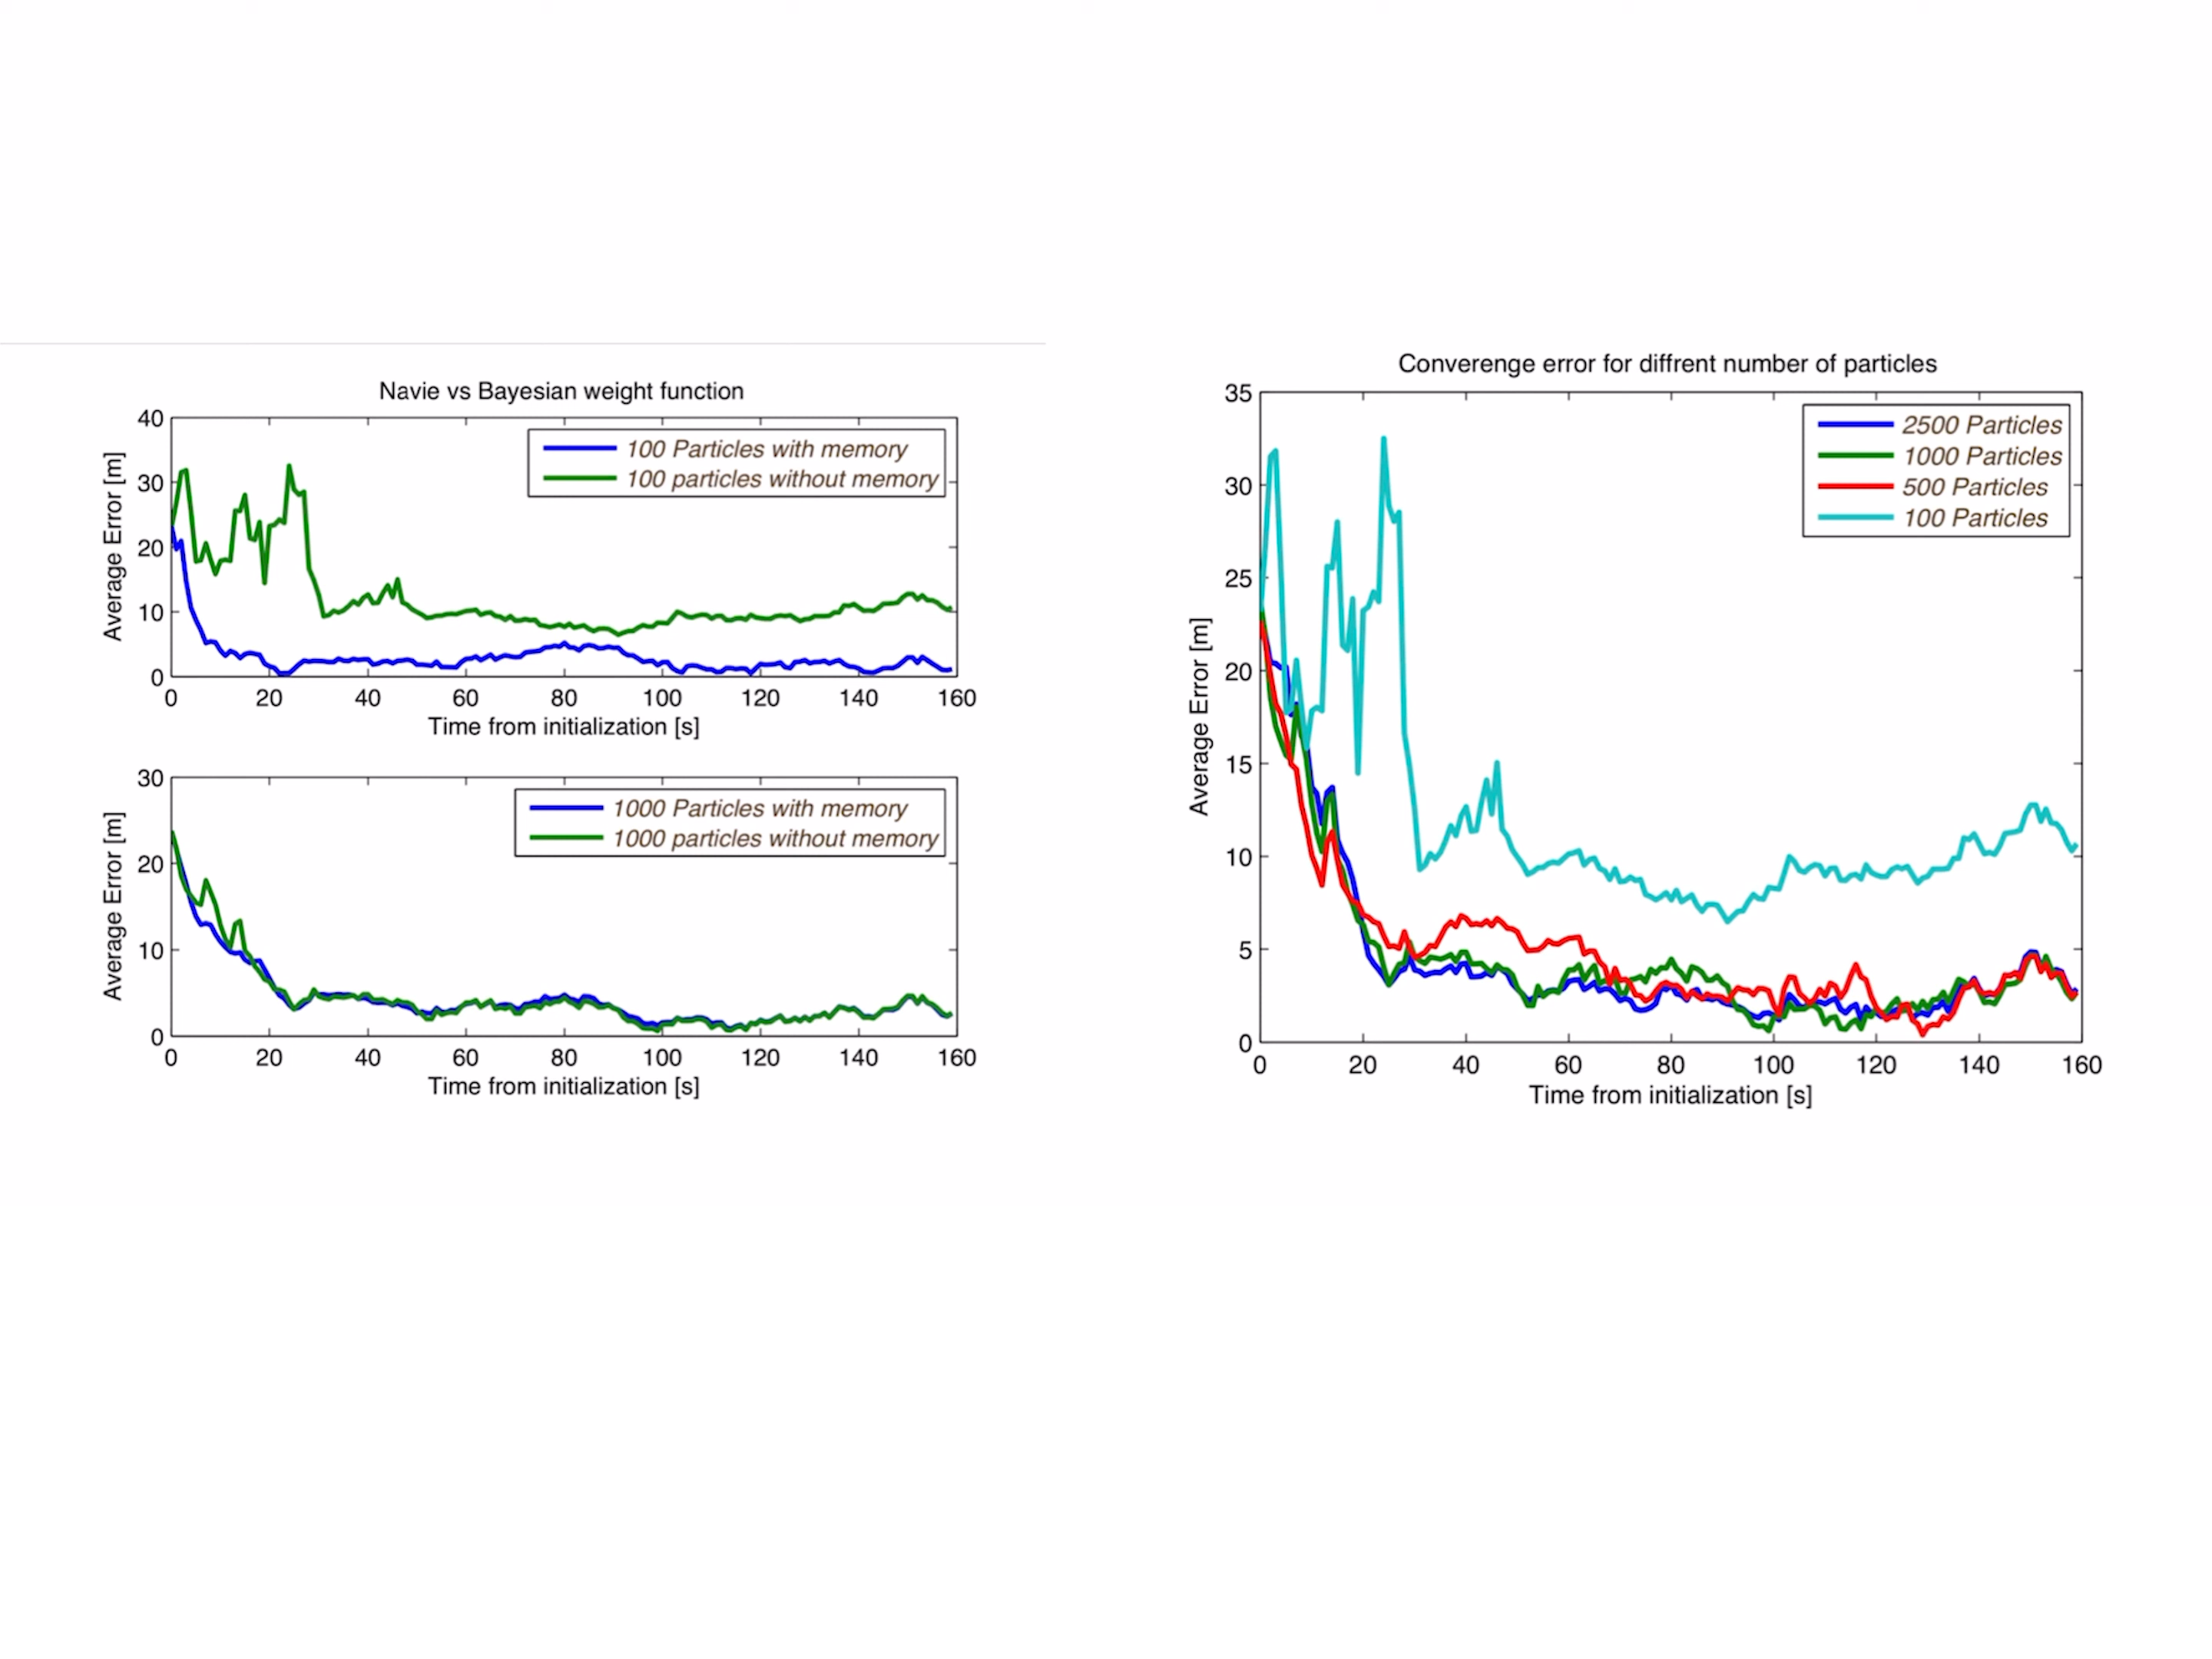 Navie vs Bayesian weight function
40
30
20
10
0
Average Error [m]
100 Particles with memory
100 particles without memory
0 20 40 60 80 100 120 140 160
Time from initialization [s]
30
20
10
0
Average Error [m]
1000 Particles with memory
1000 particles without memory
0 20 40 60 80 100 120 140 160
Time from initialization [s]
Converenge error for diffrent number of particles
35
30
25
20
15
10
5
0
Average Error [m]
2500 Particles
1000 Particles
500 Particles
100 Particles
0 20 40 60 80 100 120 140 160
Time from initialization [s]